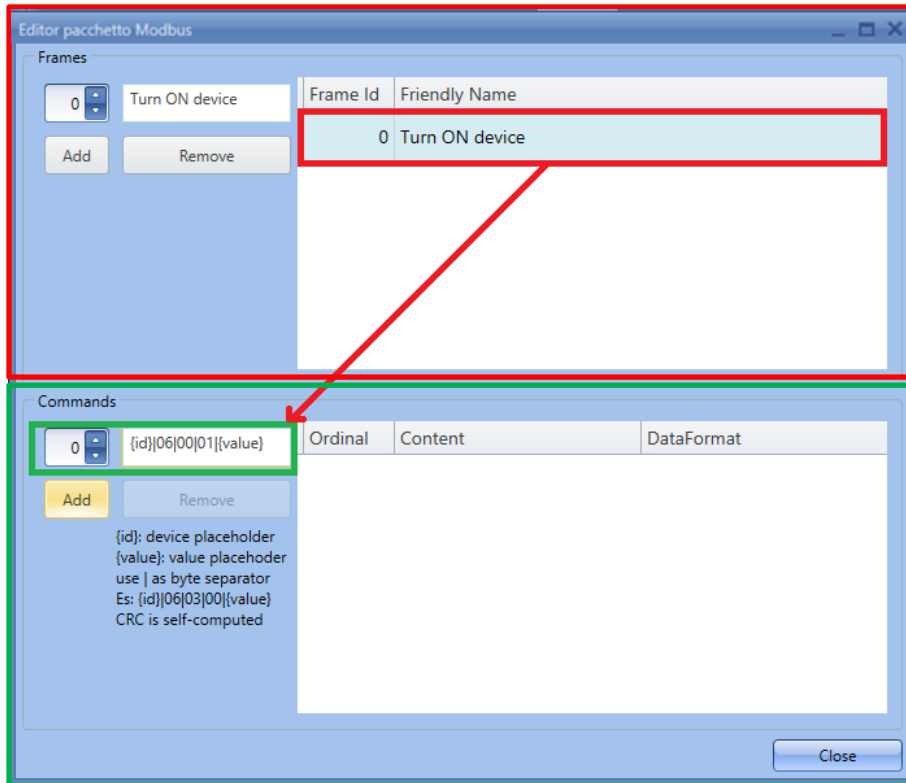 Editor pacchetto Modbus
Frames
0 Turn ON device
Add Remove
Frame Id Friendly Name
0 Turn ON device
Commands
0 {id}|06|00|01|{value}
Add Remove
{id}: device placeholder
{value}: value placehoder
use | as byte separator
Es: {id}|06|03|00|{value}
CRC is self-computed
Ordinal Content DataFormat
Close